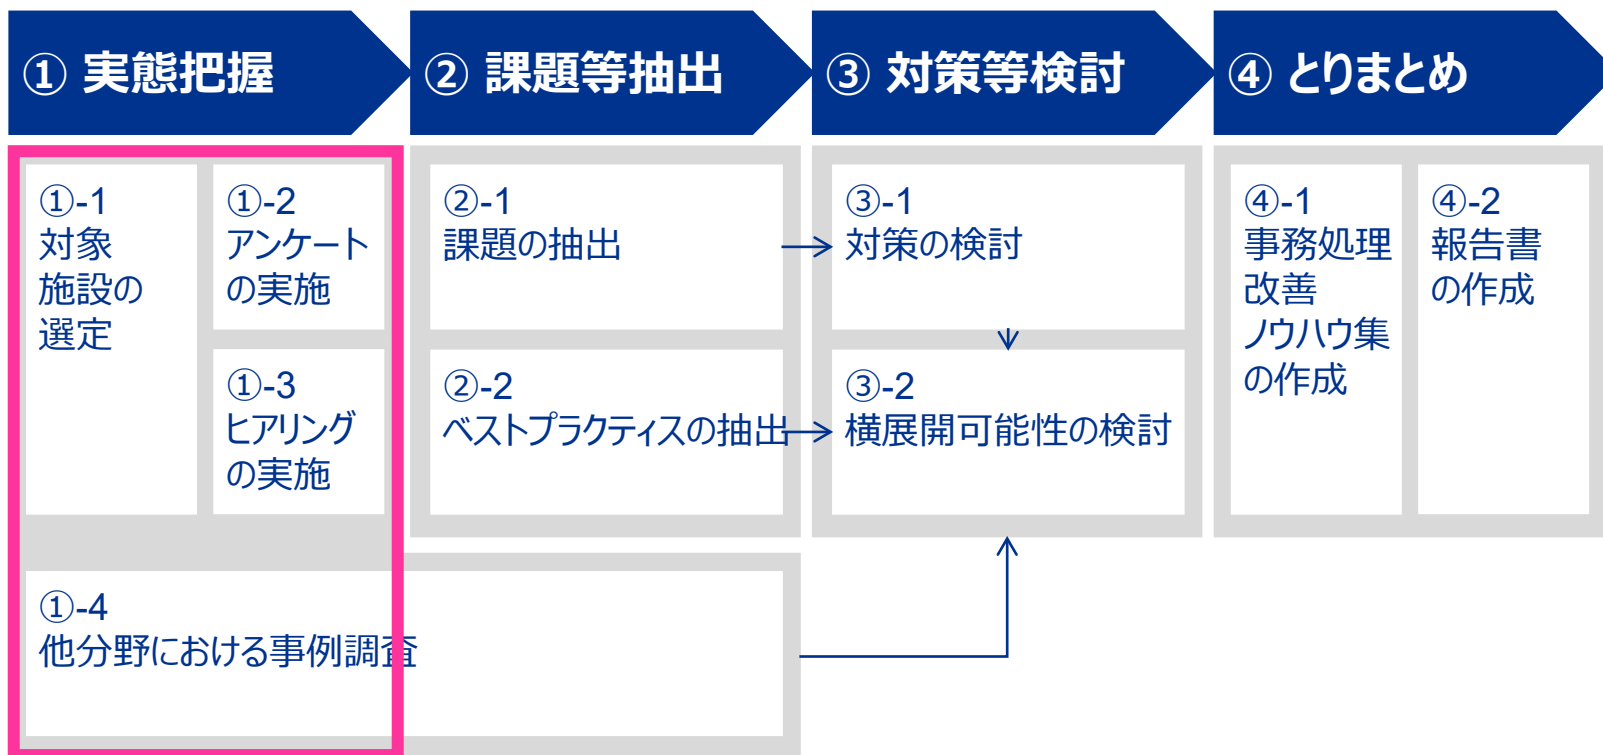 ① 実態把握
② 課題等抽出
③ 対策等検討
④ とりまとめ
①-1
対象
施設の
選定
①-2
アンケート
の実施
①-3
ヒアリング
の実施
①-4
他分野における事例調査
②-1
課題の抽出
②-2
ベストプラクティスの抽出
③-1
対策の検討
③-2
横展開可能性の検討
④-1
事務処理
改善
ノウハウ集
の作成
④-2
報告書
の作成